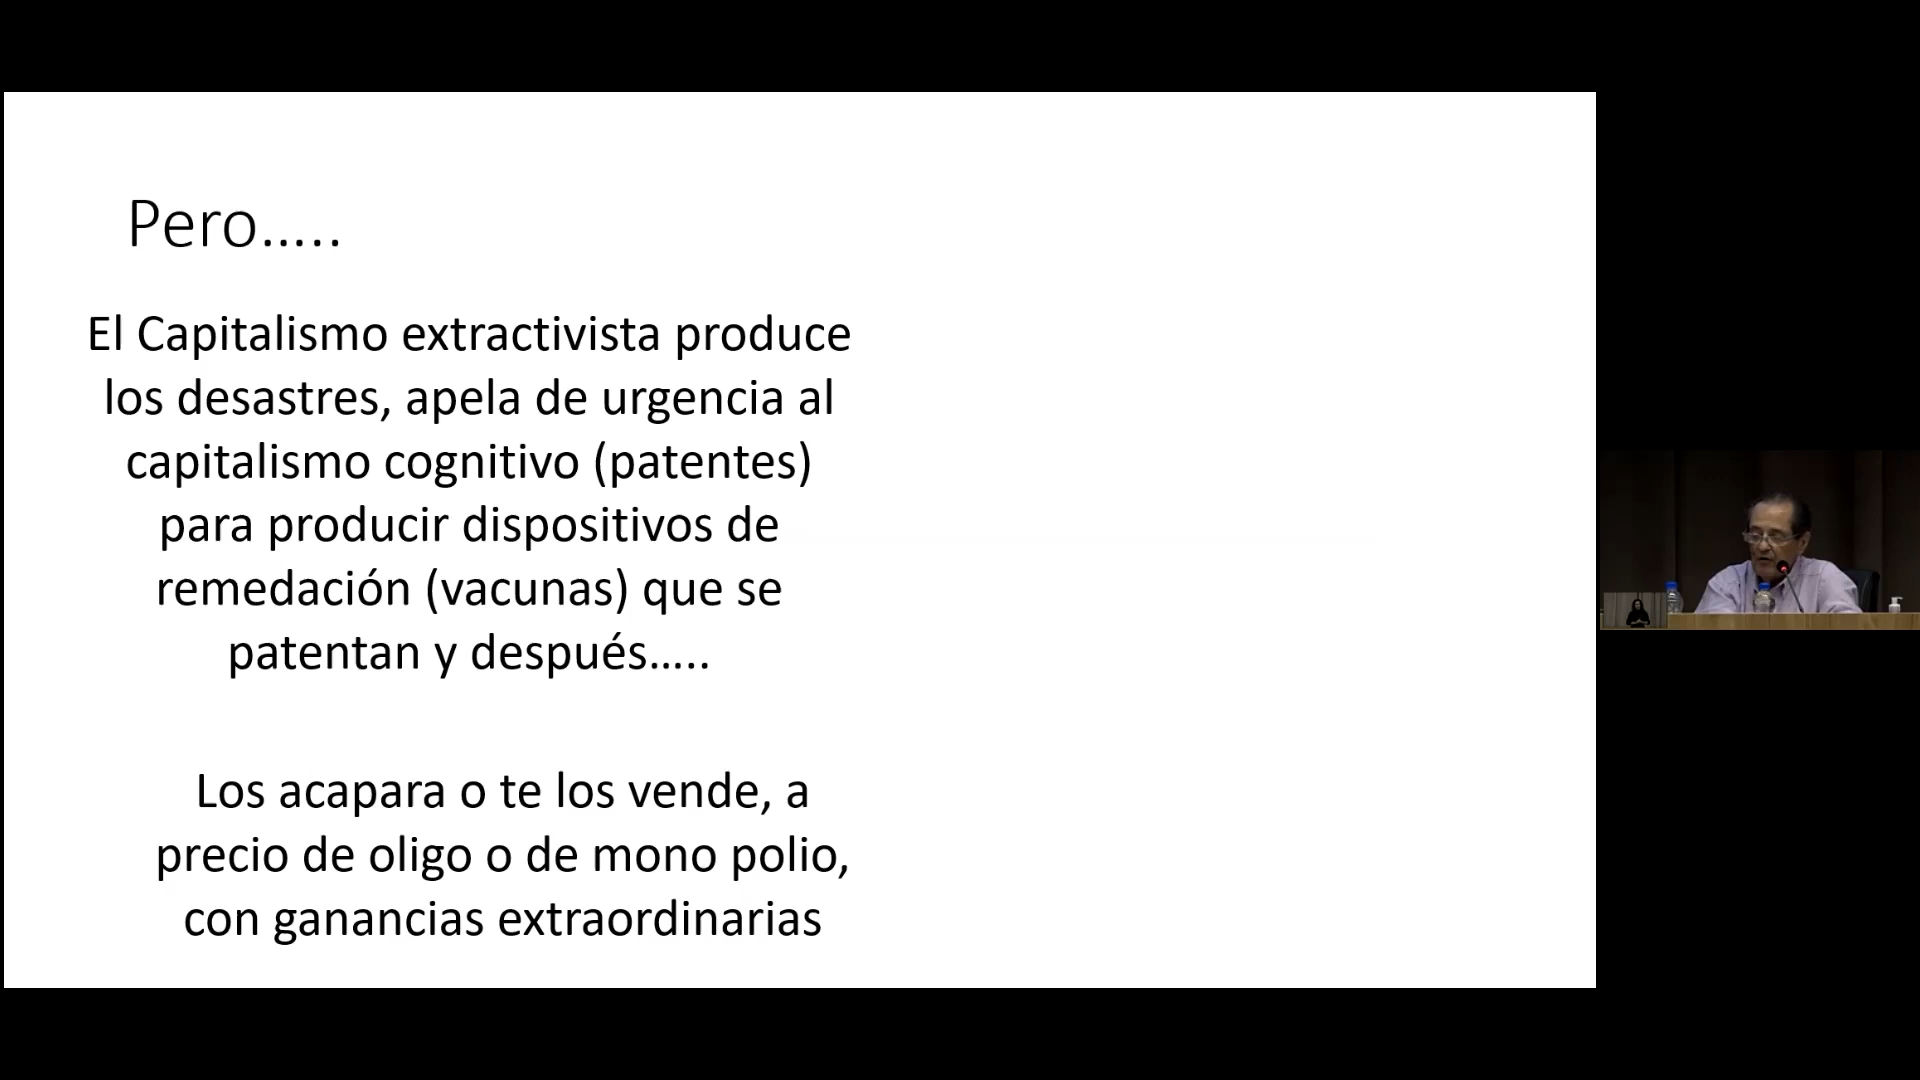 Pero.....
El Capitalismo extractivista produce
los desastres, apela de urgencia al
capitalismo cognitivo (patentes)
para producir dispositivos de
remedación (vacunas) que se
patentan y después.....
Los acapara o te los vende, a
precio de oligo o de mono polio,
con ganancias extraordinarias